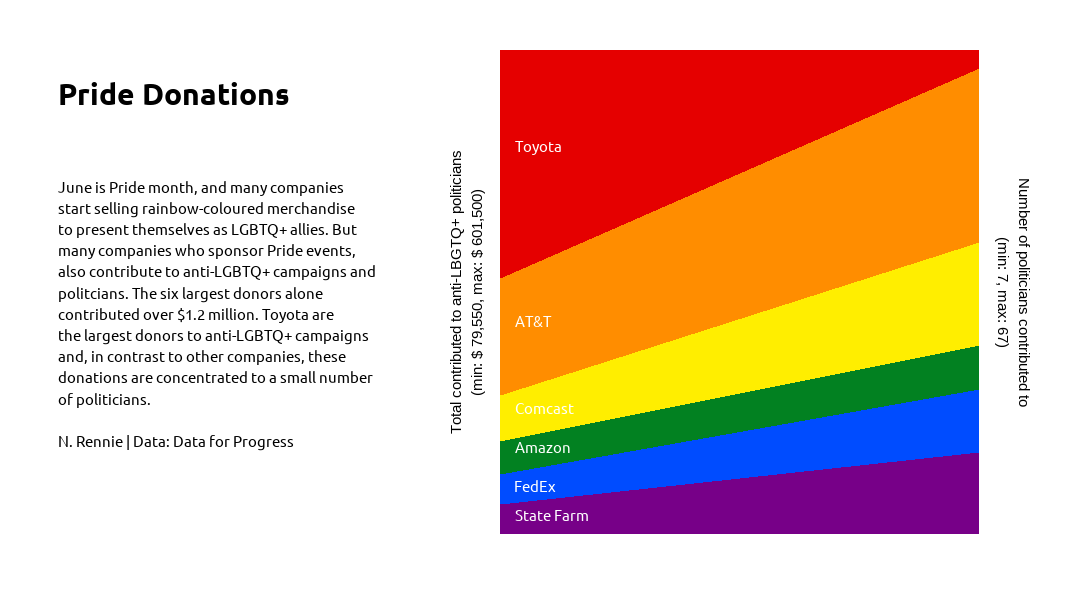 Pride Donations
June is Pride month, and many companies
start selling rainbow-coloured merchandise
to present themselves as LGBTQ+ allies. But
many companies who sponsor Pride events,
also contribute to anti-LGBTQ+ campaigns and
politcians. The six largest donors alone
contributed over $1.2 million. Toyota are
the largest donors to anti-LGBTQ+ campaigns
and, in contrast to other companies, these
donations are concentrated to a small number
of politicians.
N. Rennie | Data: Data for Progress
Total contributed to anti-LBGTQ+ politicians
(min: $ 79,550, max: $ 601,500)
Toyota
AT&T
Comcast
Amazon
FedEx
State Farm
Number of politicians contributed to
(min: 7, max: 67)